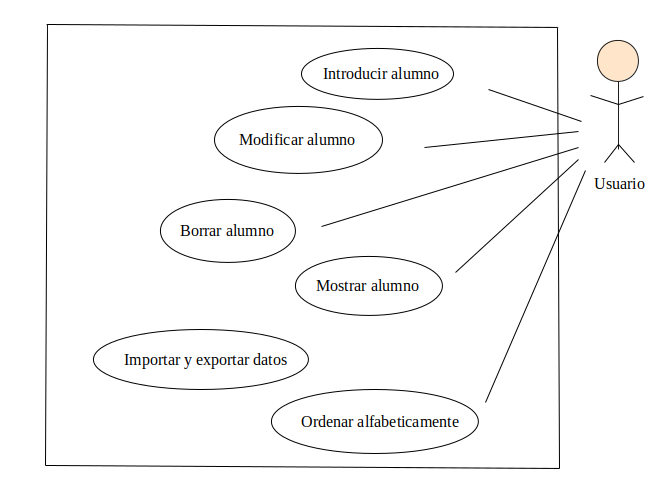 Introducir alumno
Modificar alumno
Usuario
Borrar alumno
Mostrar alumno
Importar y exportar datos
Ordenar alfabeticamente